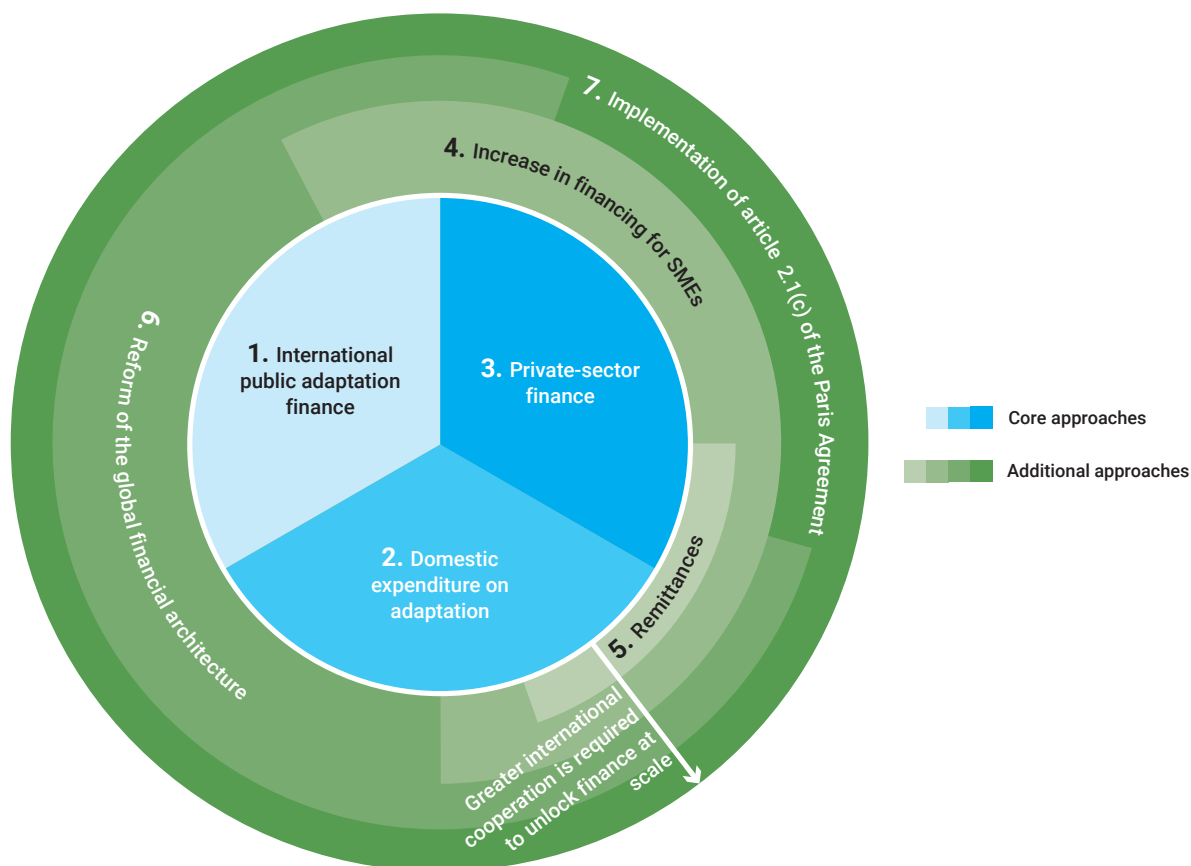 7. Implementation of article 2.1(c) of the Paris Agreement
4. Increase in financing for SMEs
6. Reform of the global financial architecture
1. International
public adaptation
finance
3. Private-sector
finance
2. Domestic
expenditure on
adaptation
5. Remittances
Greater international
cooperation is required
to unlock finance at
scale
Core approaches
Additional approaches